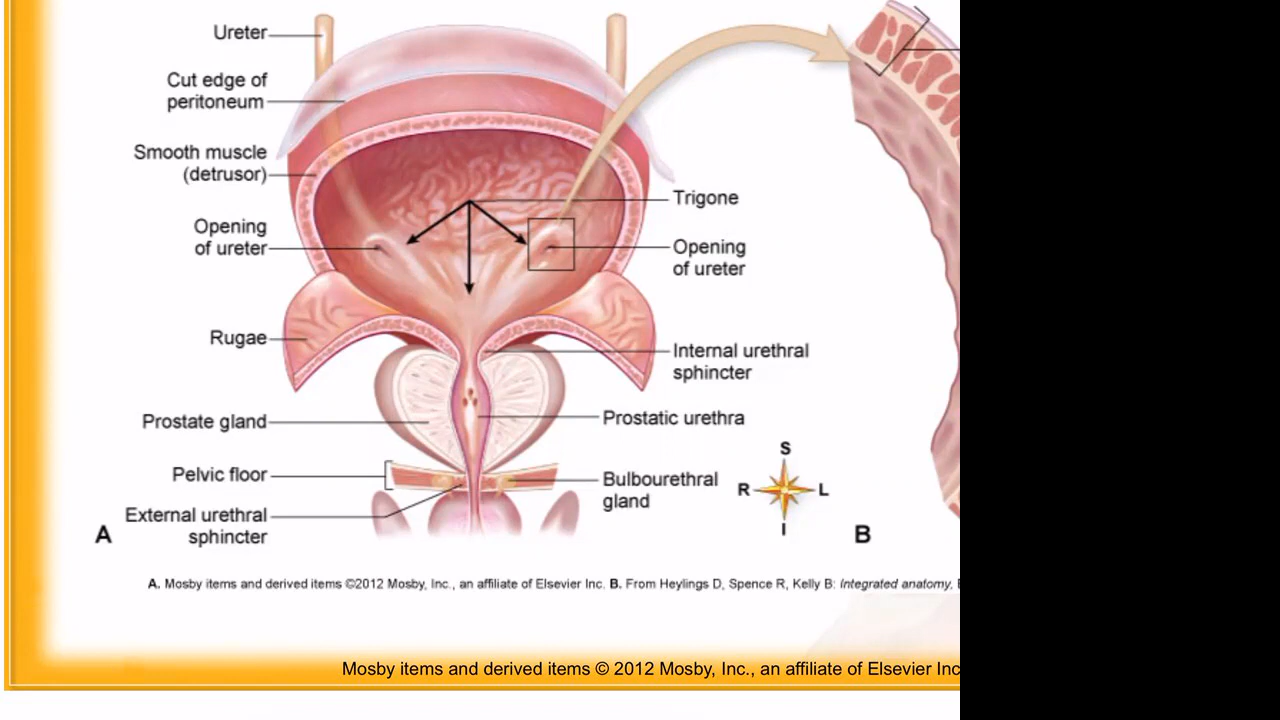 Ureter
Cut edge of
peritoneum
Smooth muscle
(detrusor)
Opening
of ureter
Rugae
Prostate gland
Pelvic floor
External urethral
sphincter
Trigone
Opening
of ureter
Internal urethral
sphincter
Prostatic urethra
Bulbourethral
gland
S
R L
I
A
B
A. Mosby items and derived items ©2012 Mosby, Inc., an affiliate of Elsevier Inc. B. From Heylings D, Spence R, Kelly B: Integrated anatomy,
Mosby items and derived items © 2012 Mosby, Inc., an affiliate of Elsevier Inc